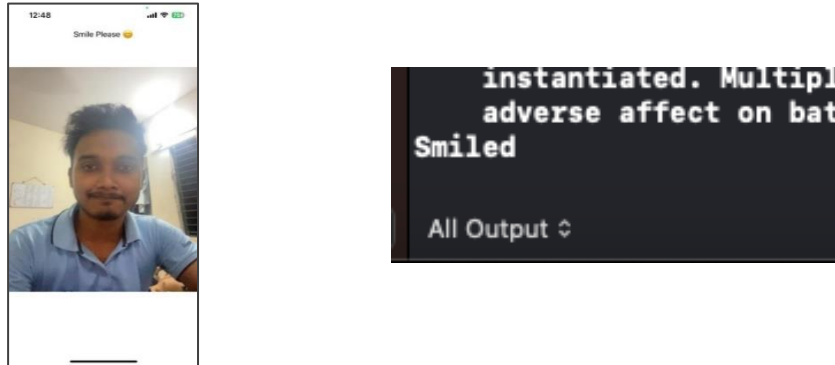 12:48
Smile Please 😀
instantiated. Multipl
adverse affect on bat
Smiled
All Output